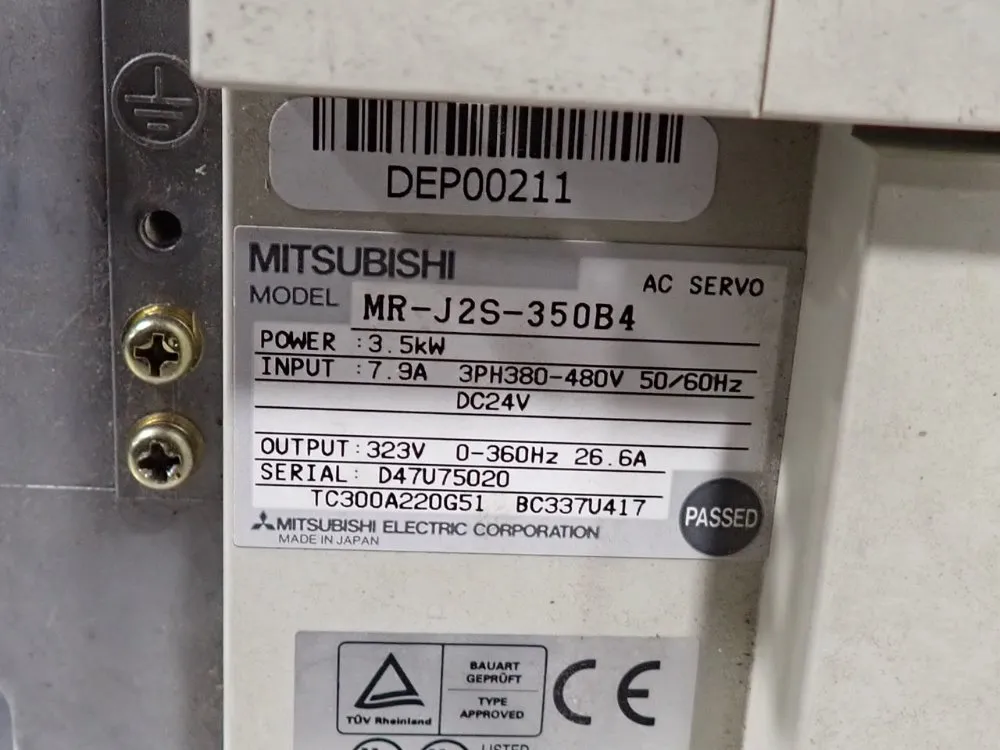 DEP00211
MITSUBISHI
AC SERVO
MODEL MR-J2S-350B4
POWER :3.5kW
INPUT :7.9A 3PH380-480V 50/60Hz
DC24V
OUTPUT:323V 0-360Hz 26.6A
SERIAL: D47U75020
TC300A220G51 BC337U417
PASSED
MITSUBISHI ELECTRIC CORPORATION
MADE IN JAPAN
TÜV Rheinland
BAUART
GEPRÜFT
TYPE
APPROVED
CE
LISTED